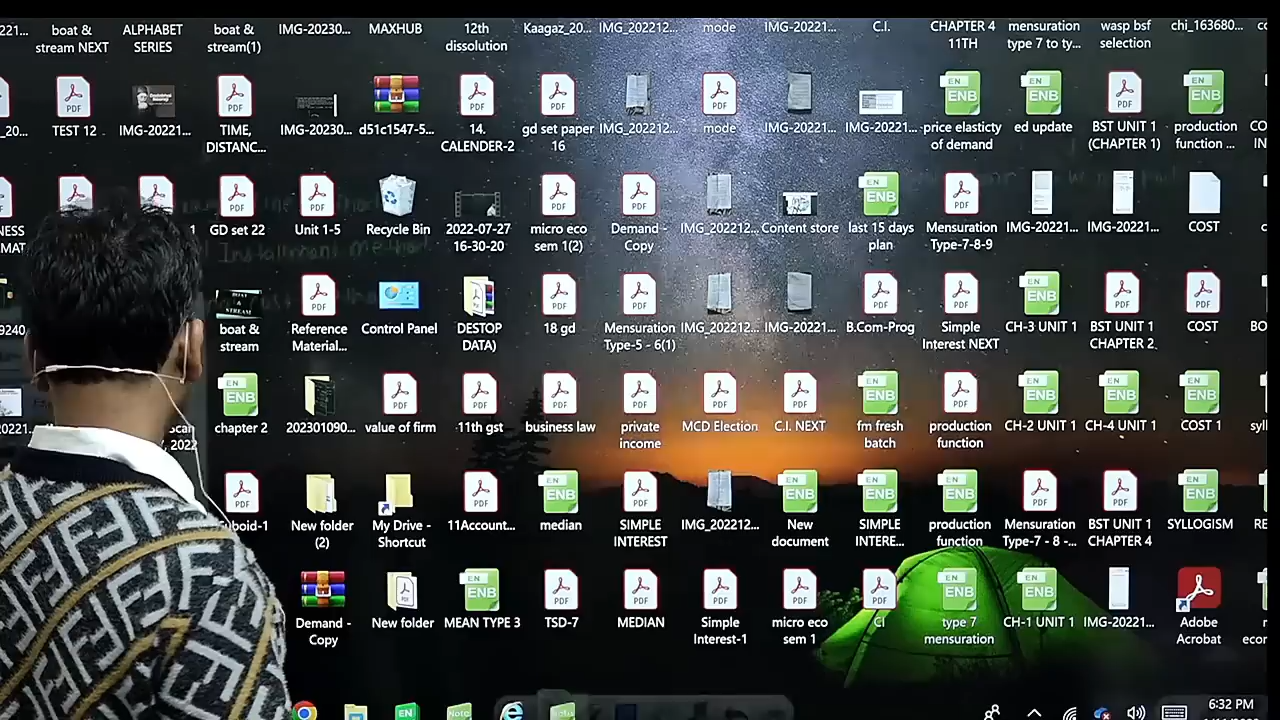 221...
boat &
stream NEXT
ALPHABET
SERIES
boat &
stream(1)
IMG-20230...
MAXHUB
12th
dissolution
Kaagaz_20...
IMG_202212...
mode
IMG-20221...
C.I.
CHAPTER 4
11TH
mensuration
type 7 to ty...
wasp bsf
selection
chi_163680...
_20...
TEST 12
IMG-20221...
TIME,
DISTANC...
IMG-20230...
d51c1547-5...
14.
CALENDER-2
gd set paper
16
IMG_202212...
mode
IMG-20221...
IMG-20221...
price elasticty
of demand
ed update
BST UNIT 1
(CHAPTER 1)
production
function ...
GD set 22
Unit 1-5
Recycle Bin
2022-07-27
16-30-20
micro eco
sem 1(2)
Demand -
Copy
IMG_202212...
Content store
last 15 days
plan
Mensuration
Type-7-8-9
IMG-20221...
IMG-20221...
COST
Installment Method
9240
boat &
stream
Reference
Material...
Control Panel
DESTOP
DATA)
18 gd
Mensuration
Type-5 - 6(1)
IMG_202212...
IMG-20221...
B.Com-Prog
Simple
Interest NEXT
CH-3 UNIT 1
BST UNIT 1
CHAPTER 2
COST
chapter 2
202301090...
value of firm
11th gst
business law
private
income
MCD Election
C.I. NEXT
fm fresh
batch
production
function
CH-2 UNIT 1
CH-4 UNIT 1
COST 1
New folder
(2)
My Drive -
Shortcut
11Account...
median
SIMPLE
INTEREST
IMG_202212...
New
document
SIMPLE
INTERE...
production
function
Mensuration
Type-7 - 8 -...
BST UNIT 1
CHAPTER 4
SYLLOGISM
Demand -
Copy
New folder
MEAN TYPE 3
TSD-7
MEDIAN
Simple
Interest-1
micro eco
sem 1
CI
type 7
mensuration
CH-1 UNIT 1
IMG-20221...
Adobe
Acrobat
6:32 PM